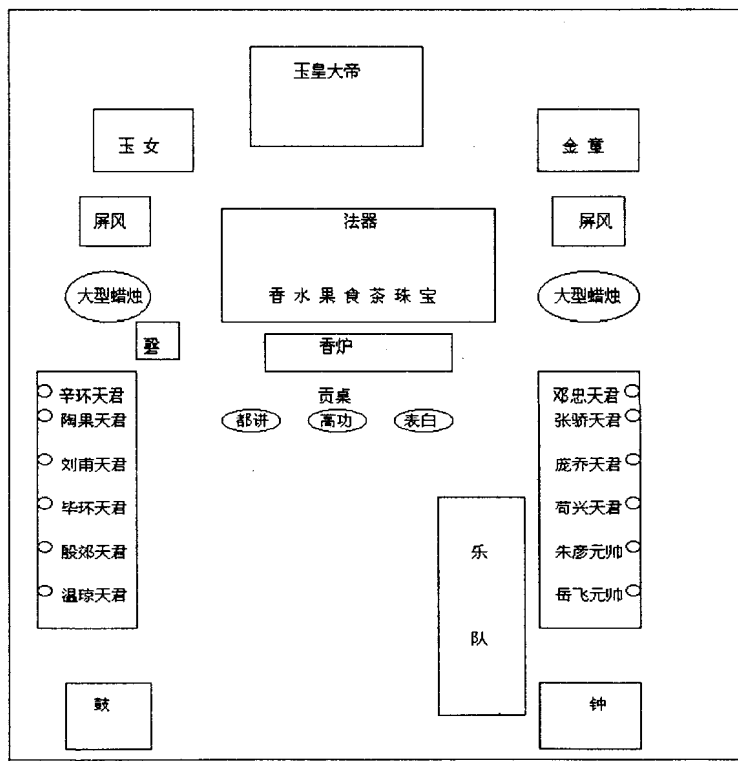 玉皇大帝
玉女
金童
屏风
法器
屏风
大型蜡烛
香水果食茶珠宝
大型蜡烛
磬
香炉
辛环天君
贡桌
邓忠天君
陶果天君
都讲
高功
表白
张骄天君
刘甫天君
庞乔天君
毕环天君
苟兴天君
殷郊天君
乐
朱彦元帅
温琼天君
岳飞元帅
队
鼓
钟